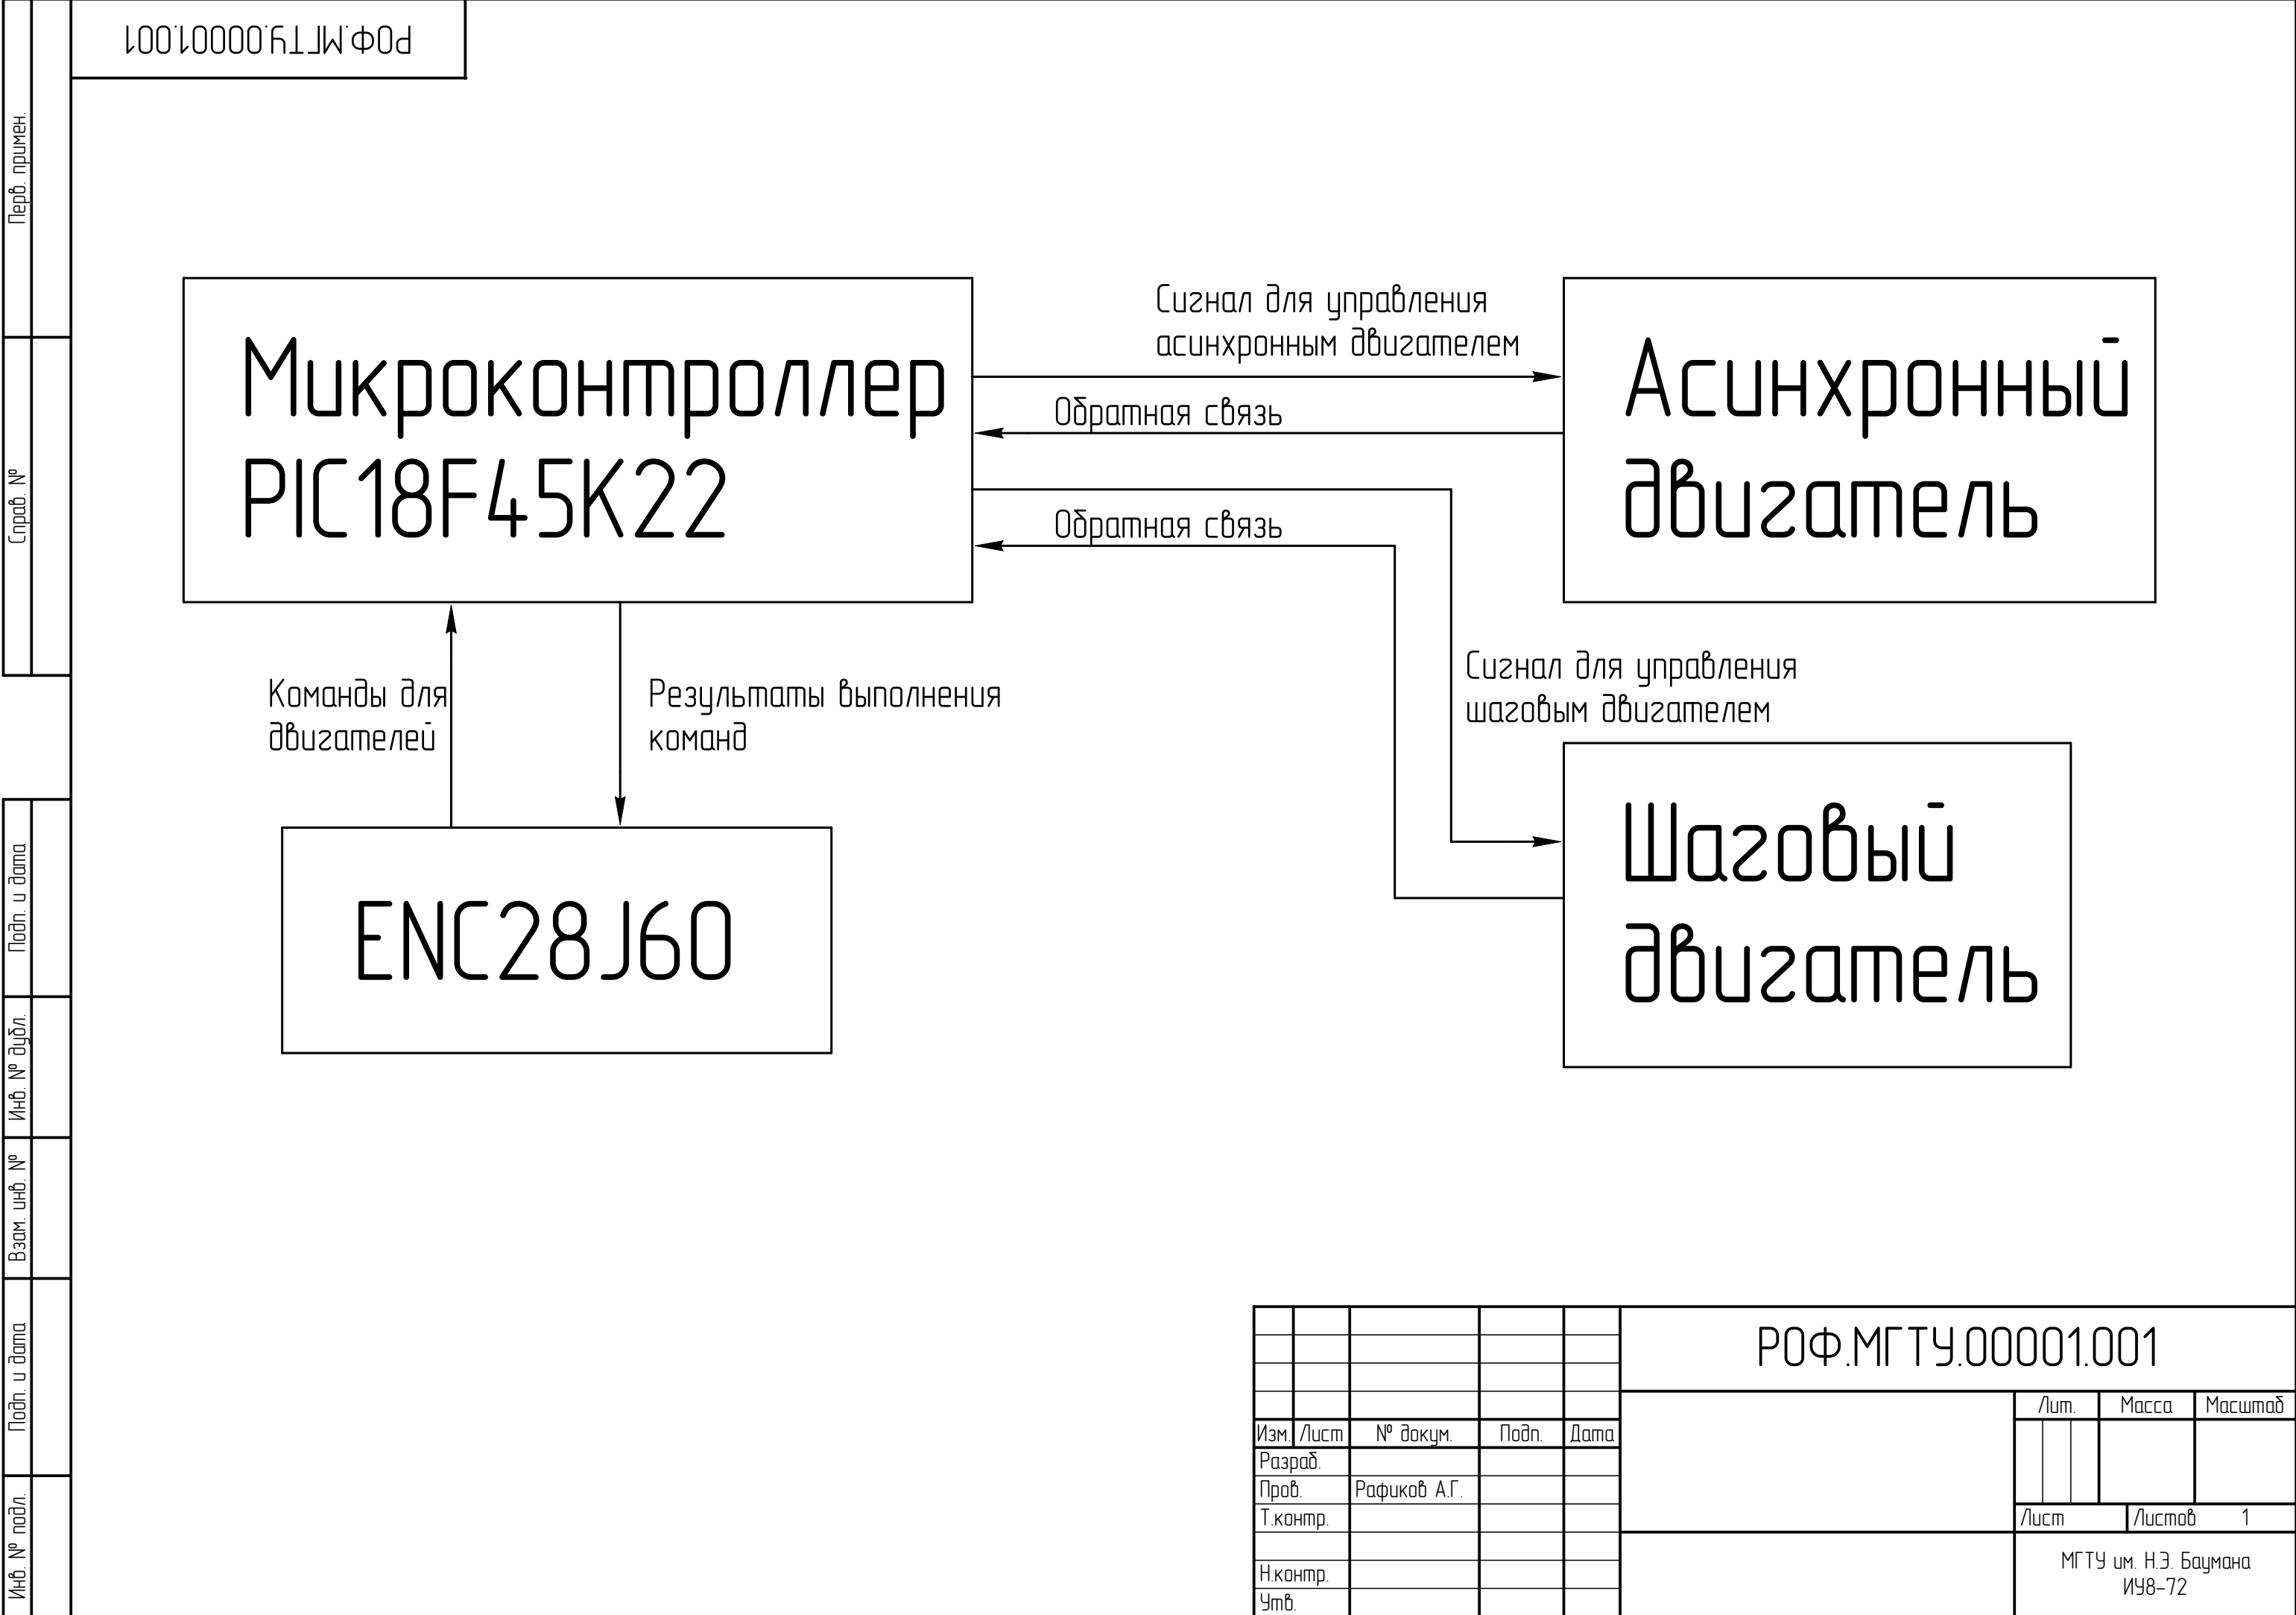 РОФ.МГТУ.00001.001
Перв. примен.
Справ. №
Подп. и дата
Инв. № дубл.
Взам. инв. №
Подп. и дата
Инв. № подл.
Микроконтроллер
PIC18F45K22
Сигнал для управления
асинхронным двигателем
Обратная связь
Обратная связь
Асинхронный
двигатель
Команды для
двигателей
Результаты выполнения
команд
Сигнал для управления
шаговым двигателем
ENC28J60
Шаговый
двигатель
РОФ.МГТУ.00001.001
Лит. Масса Масштаб
Изм. Лист № докум. Подп. Дата
Разраб.
Пров. Рафиков А.Г.
Т.контр.
Лист Листов 1
Н.контр.
Утв.
МГТУ им. Н.Э. Баумана
ИУ8-72